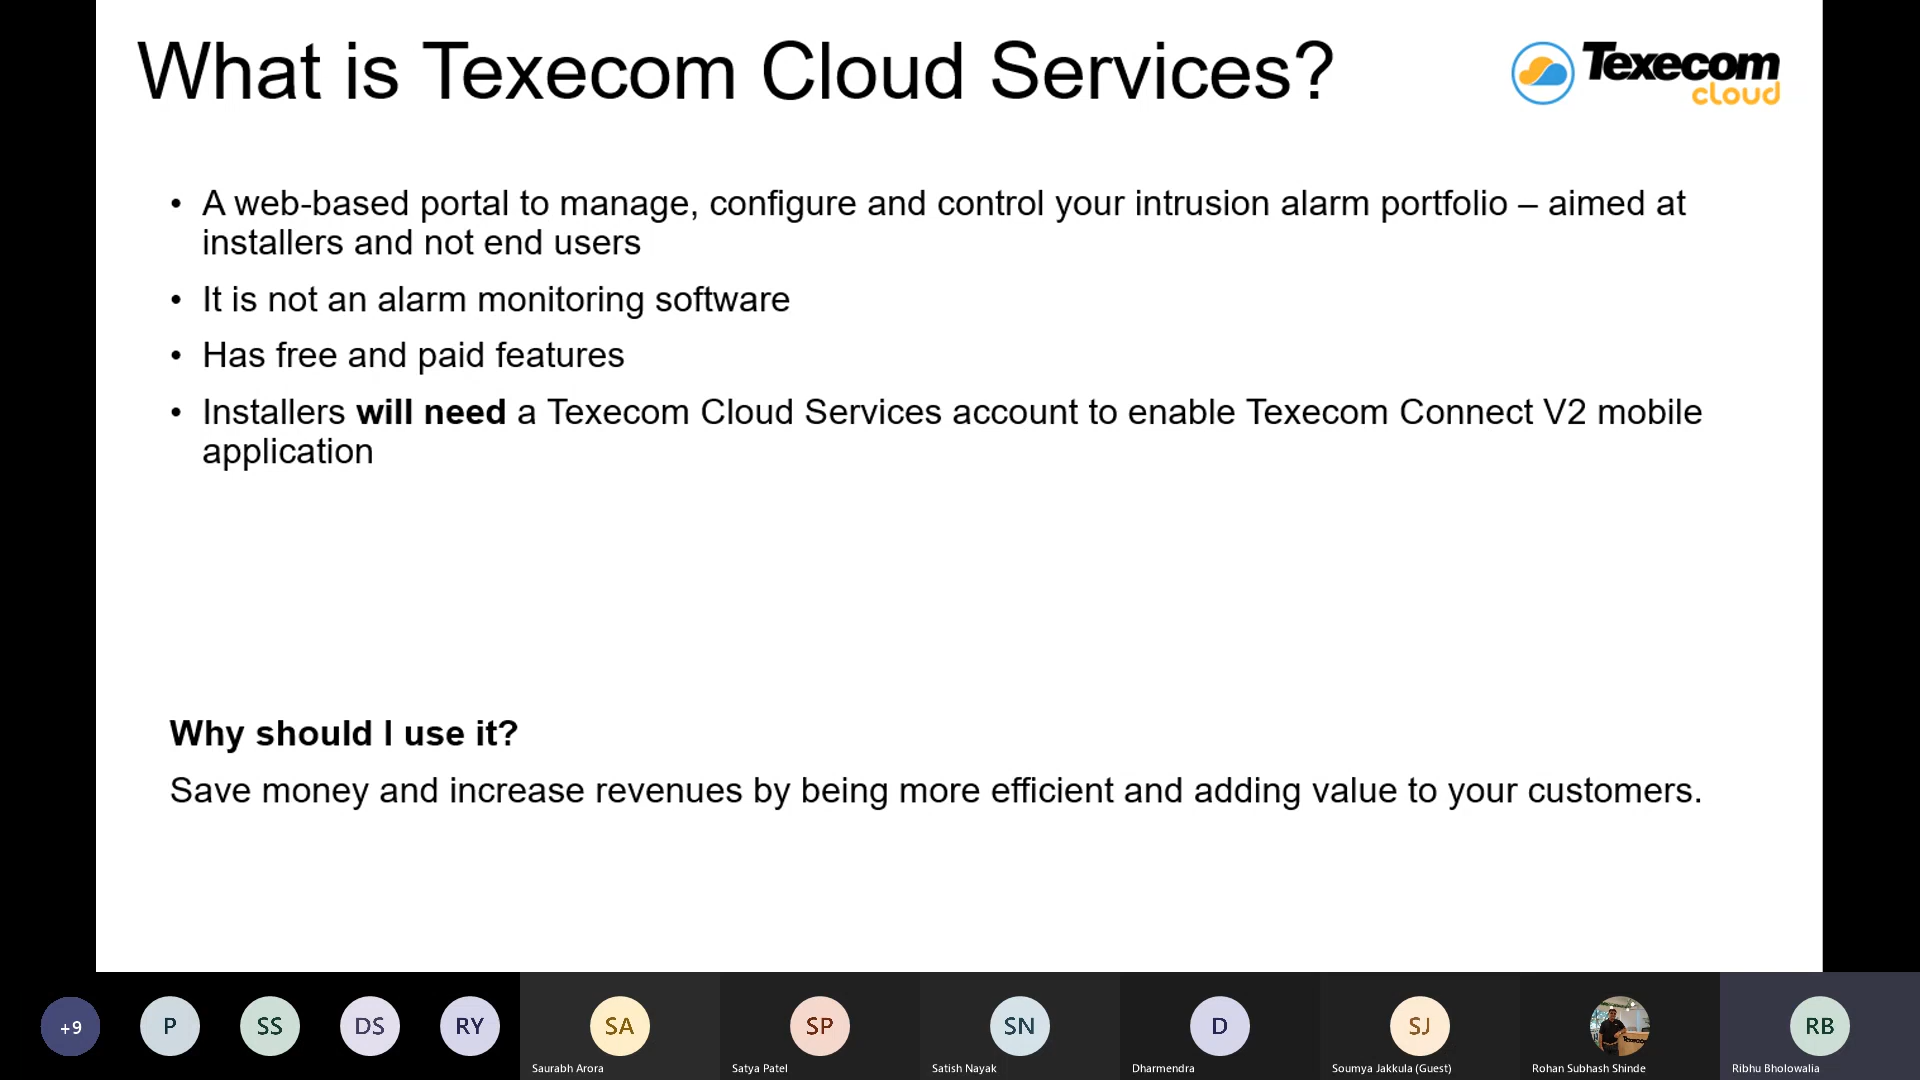 What is Texecom Cloud Services?
Texecom
cloud
• A web-based portal to manage, configure and control your intrusion alarm portfolio – aimed at
installers and not end users
• It is not an alarm monitoring software
• Has free and paid features
• Installers will need a Texecom Cloud Services account to enable Texecom Connect V2 mobile
application
Why should I use it?
Save money and increase revenues by being more efficient and adding value to your customers.
+9
P
SS
DS
RY
SA
SP
SN
D
SJ
RB
Saurabh Arora
Satya Patel
Satish Nayak
Dharmendra
Soumya Jakkula (Guest)
Rohan Subhash Shinde
Ribhu Bholowalia